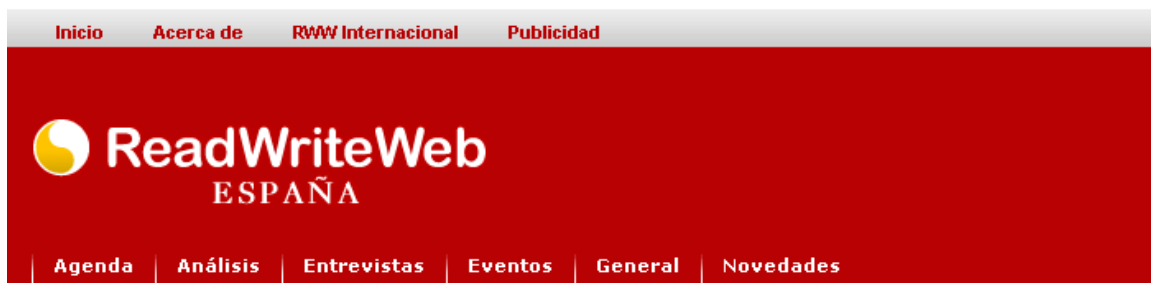 Inicio Acerca de RWW Internacional Publicidad
ReadWriteWeb
ESPAÑA
Agenda Análisis Entrevistas Eventos General Novedades